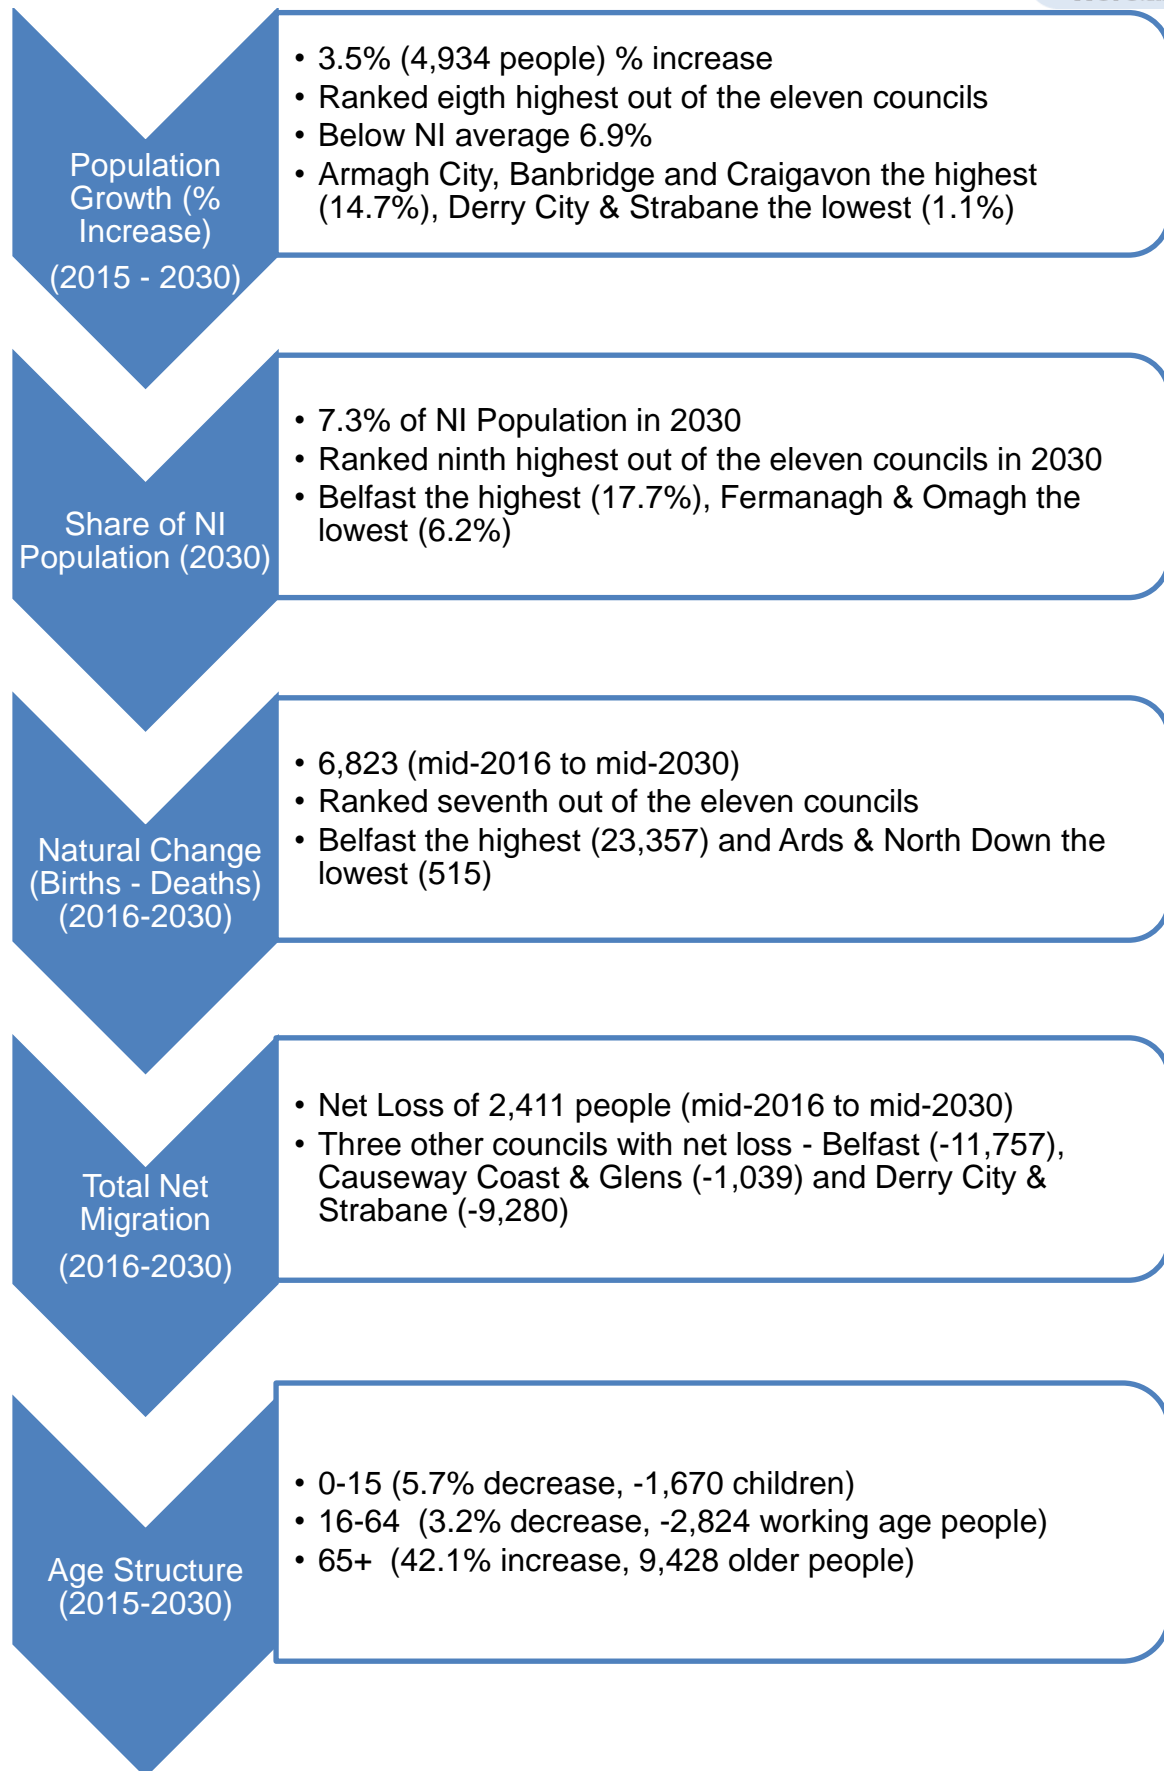 Population
Growth (%
Increase)
(2015 - 2030)
• 3.5% (4,934 people) % increase
• Ranked eigth highest out of the eleven councils
• Below NI average 6.9%
• Armagh City, Banbridge and Craigavon the highest
(14.7%), Derry City & Strabane the lowest (1.1%)
Share of NI
Population (2030)
• 7.3% of NI Population in 2030
• Ranked ninth highest out of the eleven councils in 2030
• Belfast the highest (17.7%), Fermanagh & Omagh the
lowest (6.2%)
Natural Change
(Births - Deaths)
(2016-2030)
• 6,823 (mid-2016 to mid-2030)
• Ranked seventh out of the eleven councils
• Belfast the highest (23,357) and Ards & North Down the
lowest (515)
Total Net
Migration
(2016-2030)
• Net Loss of 2,411 people (mid-2016 to mid-2030)
• Three other councils with net loss - Belfast (-11,757),
Causeway Coast & Glens (-1,039) and Derry City &
Strabane (-9,280)
Age Structure
(2015-2030)
• 0-15 (5.7% decrease, -1,670 children)
• 16-64 (3.2% decrease, -2,824 working age people)
• 65+ (42.1% increase, 9,428 older people)